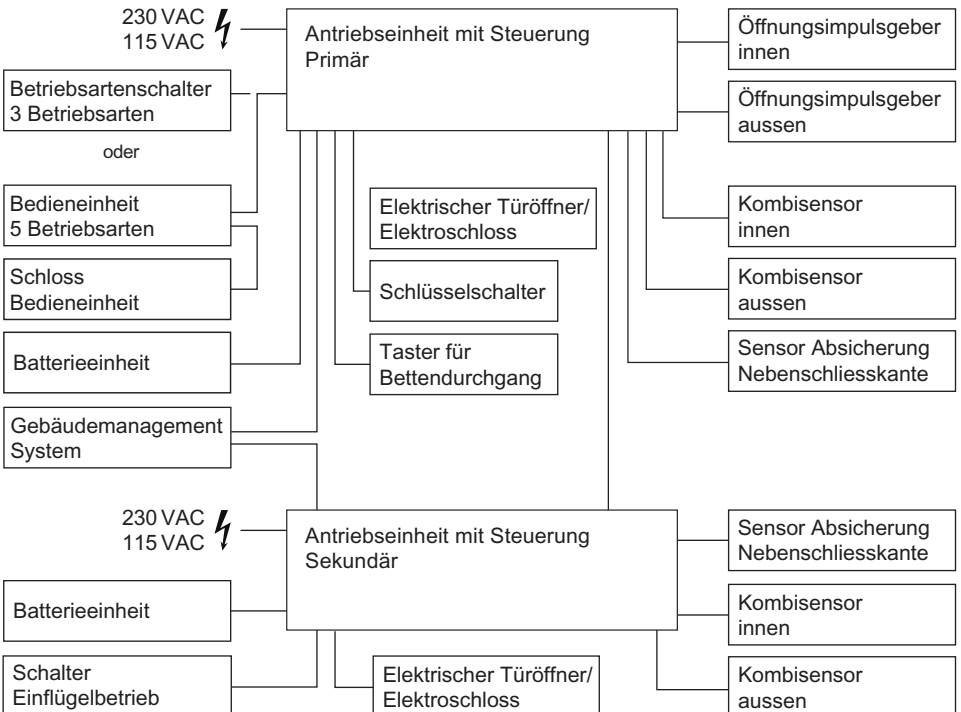 230 VAC
115 VAC
Antriebseinheit mit Steuerung
Primär
Öffnungsimpulsgeber
innen
Betriebsartenschalter
3 Betriebsarten
Öffnungsimpulsgeber
aussen
oder
Bedieneinheit
5 Betriebsarten
Elektrischer Türöffner/
Elektroschloss
Kombisensor
innen
Schloss
Bedieneinheit
Schlüsselschalter
Kombisensor
aussen
Batterieeinheit
Taster für
Bettendurchgang
Sensor Absicherung
Nebenschliesskante
Gebäudemanagement
System
230 VAC
115 VAC
Antriebseinheit mit Steuerung
Sekundär
Sensor Absicherung
Nebenschliesskante
Batterieeinheit
Kombisensor
innen
Schalter
Einflügelbetrieb
Elektrischer Türöffner/
Elektroschloss
Kombisensor
aussen